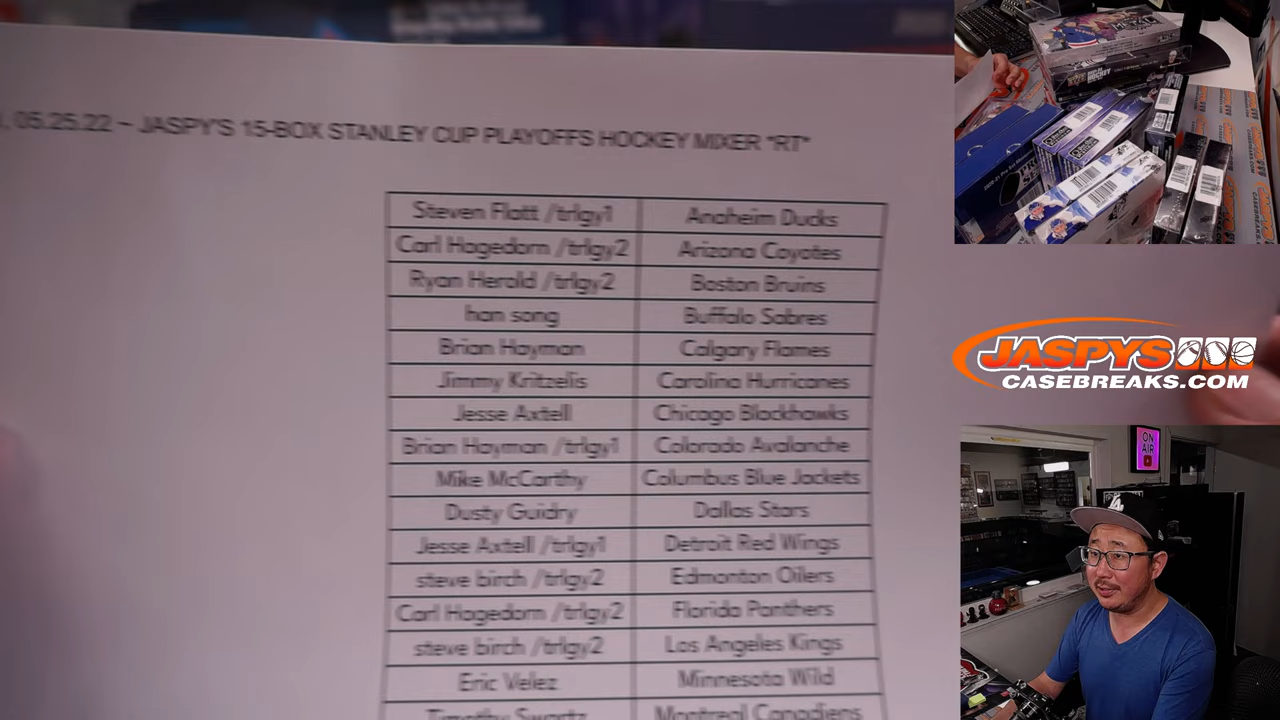 05.25.22 ~ JASPY'S 15-BOX STANLEY CUP PLAYOFFS HOCKEY MIXER *RT*
Steven Flatt /trlgy1 Anaheim Ducks
Carl Hagedorn /trlgy2 Arizona Coyotes
Ryan Herold /trlgy2 Boston Bruins
han song Buffalo Sabres
Brian Hayman Calgary Flames
Jimmy Kritzelis Carolina Hurricanes
Jesse Axtell Chicago Blackhawks
Brian Hayman /trlgy1 Colorado Avalanche
Mike McCarthy Columbus Blue Jackets
Dusty Guidry Dallas Stars
Jesse Axtell /trlgy1 Detroit Red Wings
steve birch /trlgy2 Edmonton Oilers
Carl Hagedorn /trlgy2 Florida Panthers
steve birch /trlgy2 Los Angeles Kings
Eric Velez Minnesota Wild
Timothy Swartz Montreal Canadiens
JASPYS
CASEBREAKS.COM
ON
AIR
LA